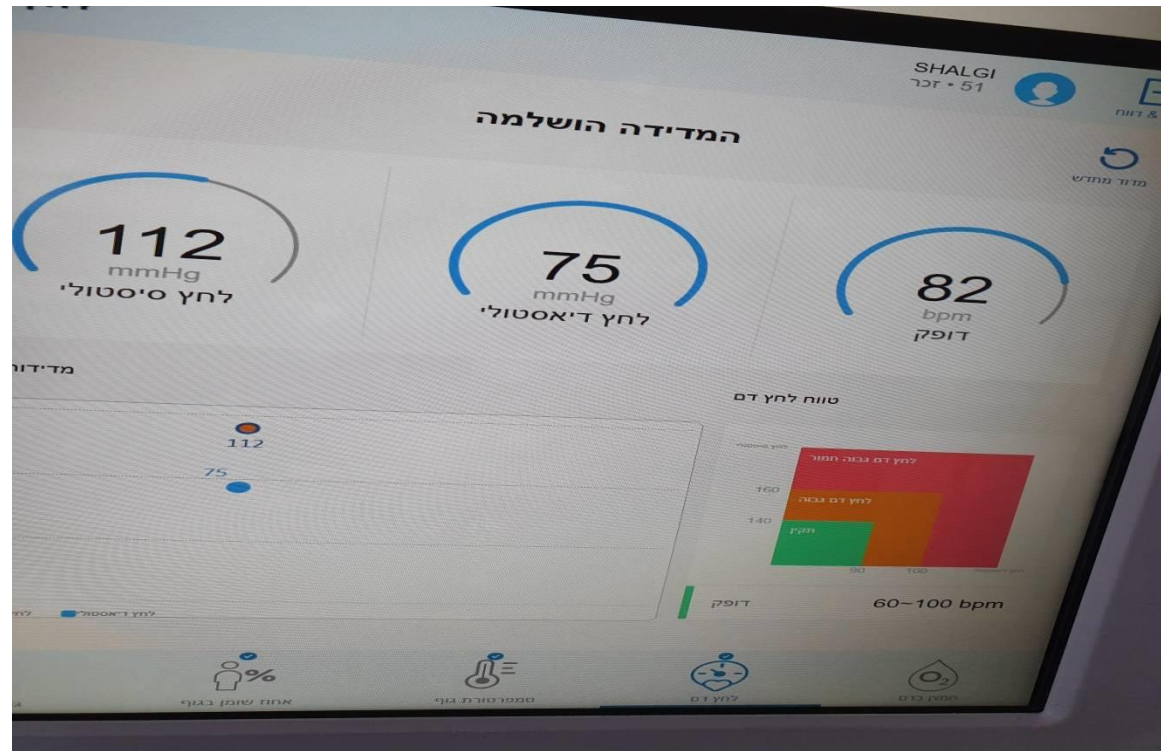 SHALGI
51 • זכר
& דווח
המדידה הושלמה
מדוד מחדש
82
bpm
דופק
75
mmHg
לחץ דיאסטולי
112
mmHg
לחץ סיסטולי
טווח לחץ דם
לחץ דם גבוה חמור
160
לחץ דם גבוה
140
תקין
90
100
דופק
60~100 bpm
112
75
לחץ דיאסטולי
חמצן בדם
לחץ דם
טמפרטורת גוף
אחוז שומן בגוף